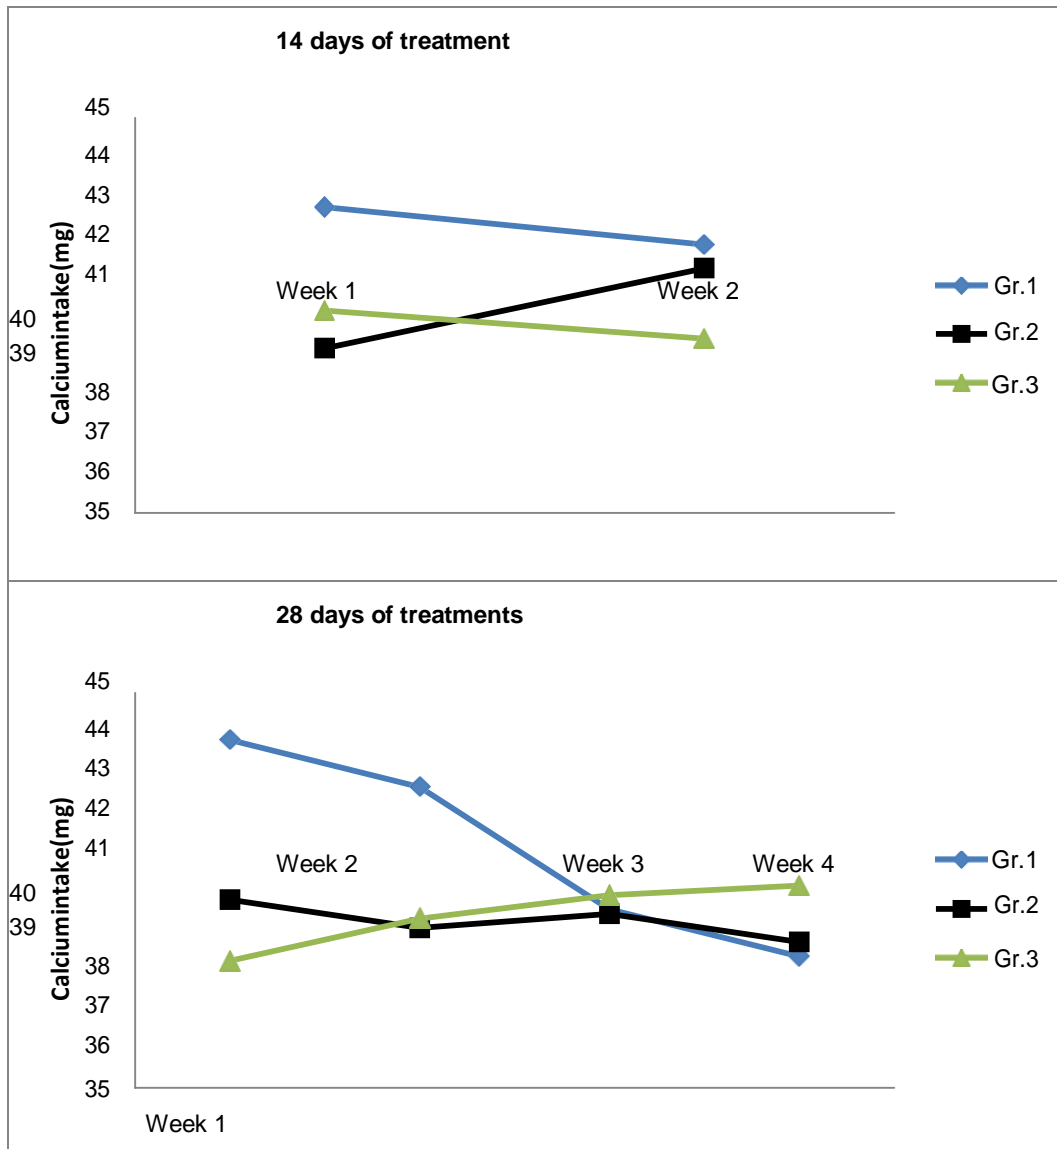 14 days of treatment
45
44
43
42
41
40
39
38
37
36
35
Calciumintake(mg)
Week 1
Week 2
Gr.1
Gr.2
Gr.3
28 days of treatments
45
44
43
42
41
40
39
38
37
36
35
Calciumintake(mg)
Week 2
Week 3
Week 4
Week 1
Gr.1
Gr.2
Gr.3